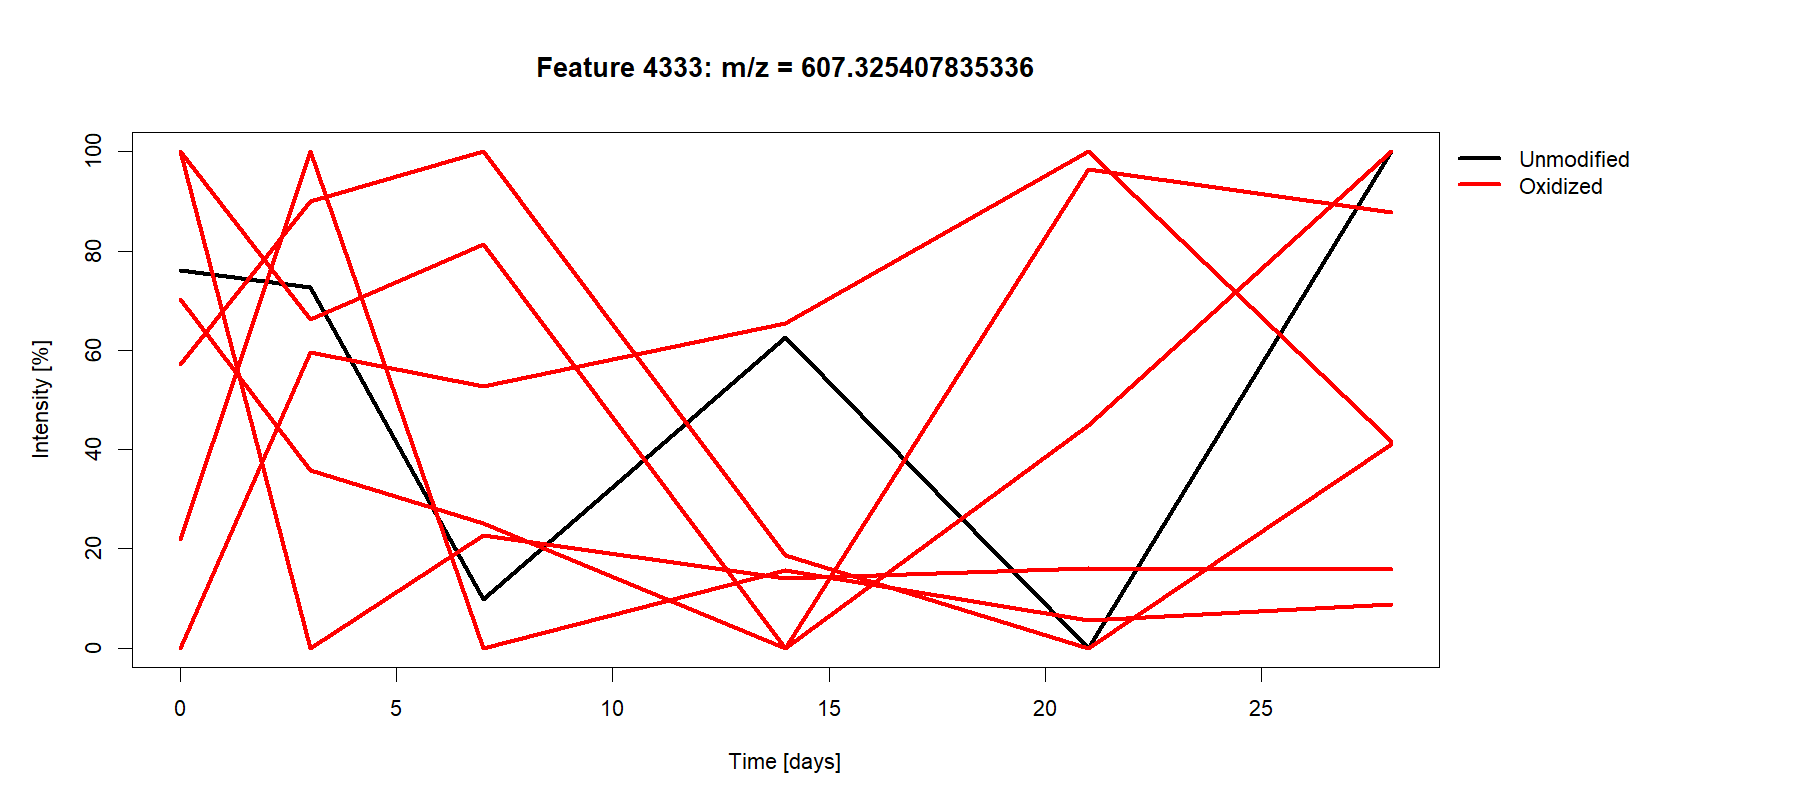 Feature 4333: m/z = 607.325407835336
Unmodified
Oxidized
Intensity [%]
100
80
60
40
20
0
0 5 10 15 20 25
Time [days]